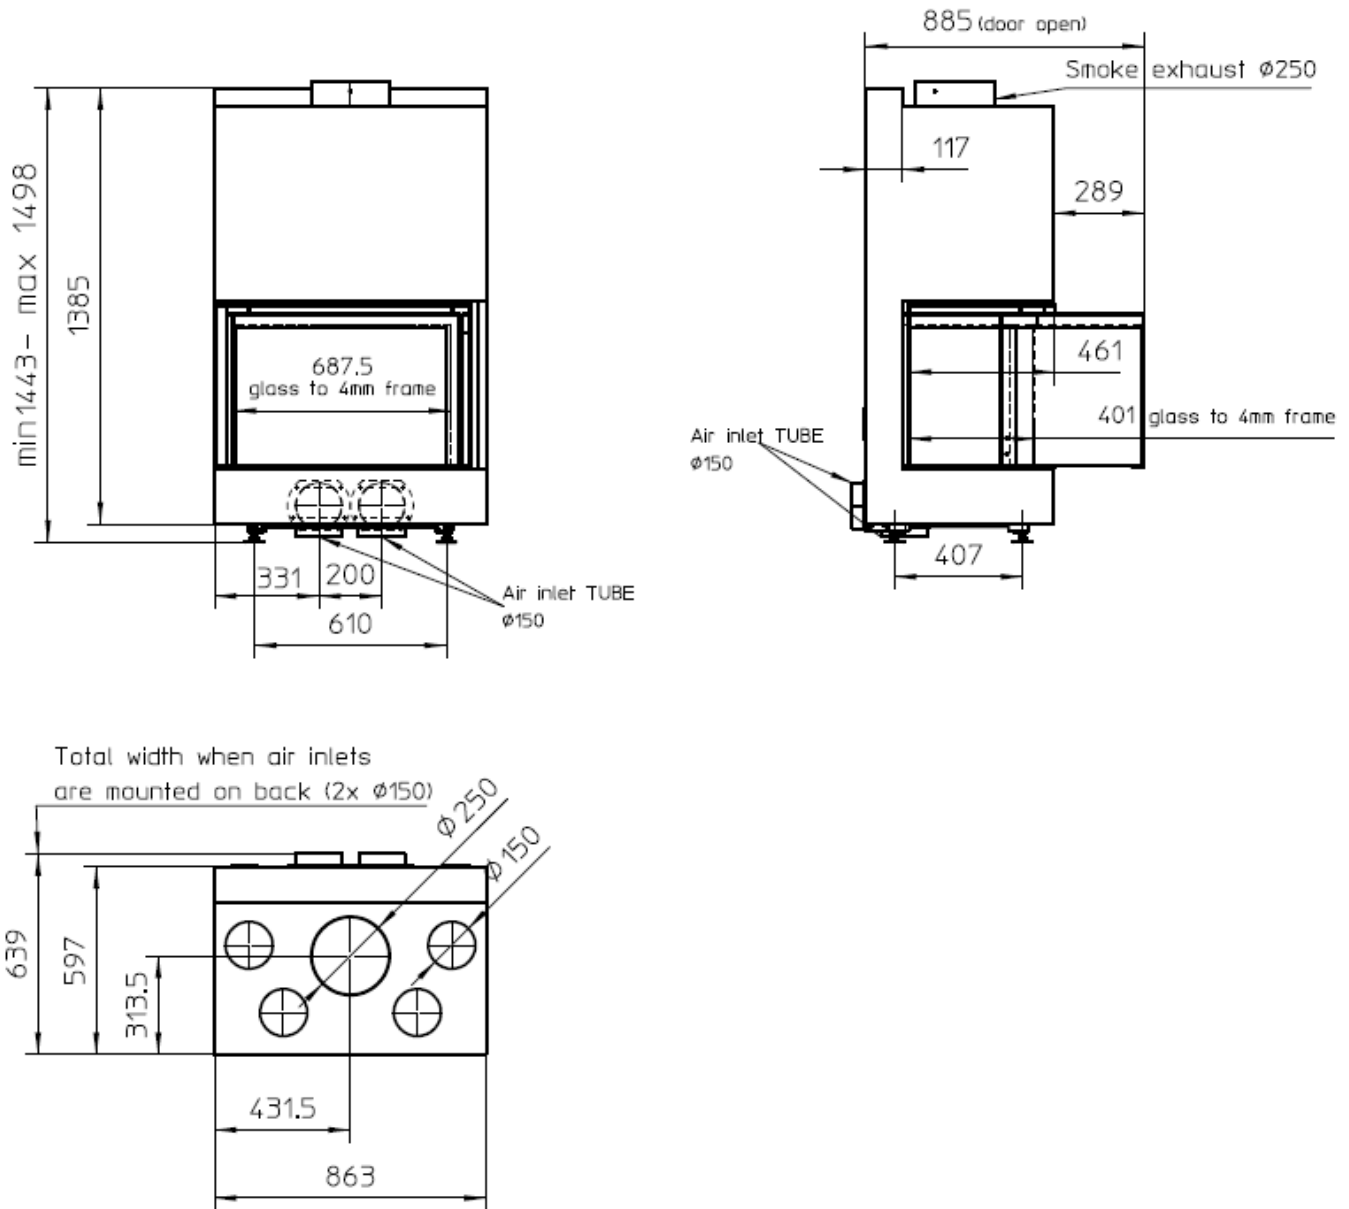 885 (door open)
Smoke exhaust Ø250
117
289
min1443- max 1498
1385
687.5
glass to 4mm frame
461
401 glass to 4mm frame
Air inlet TUBE
Ø150
331
200
407
610
Air inlet TUBE
Ø150
Total width when air inlets
are mounted on back (2x Ø150)
Ø250
Ø150
639
597
313.5
431.5
863